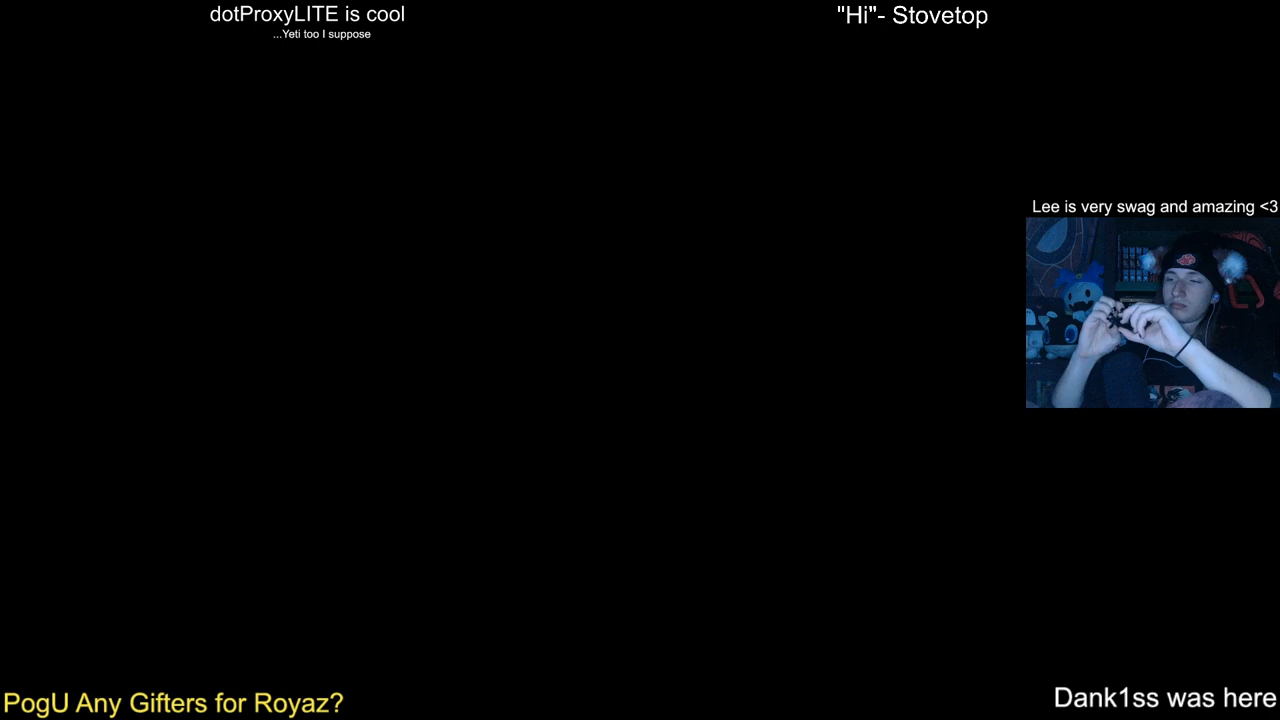 dotProxyLITE is cool
...Yeti too I suppose
"Hi"- Stovetop
Lee is very swag and amazing <3
PogU Any Gifters for Royaz?
Dank1ss was here